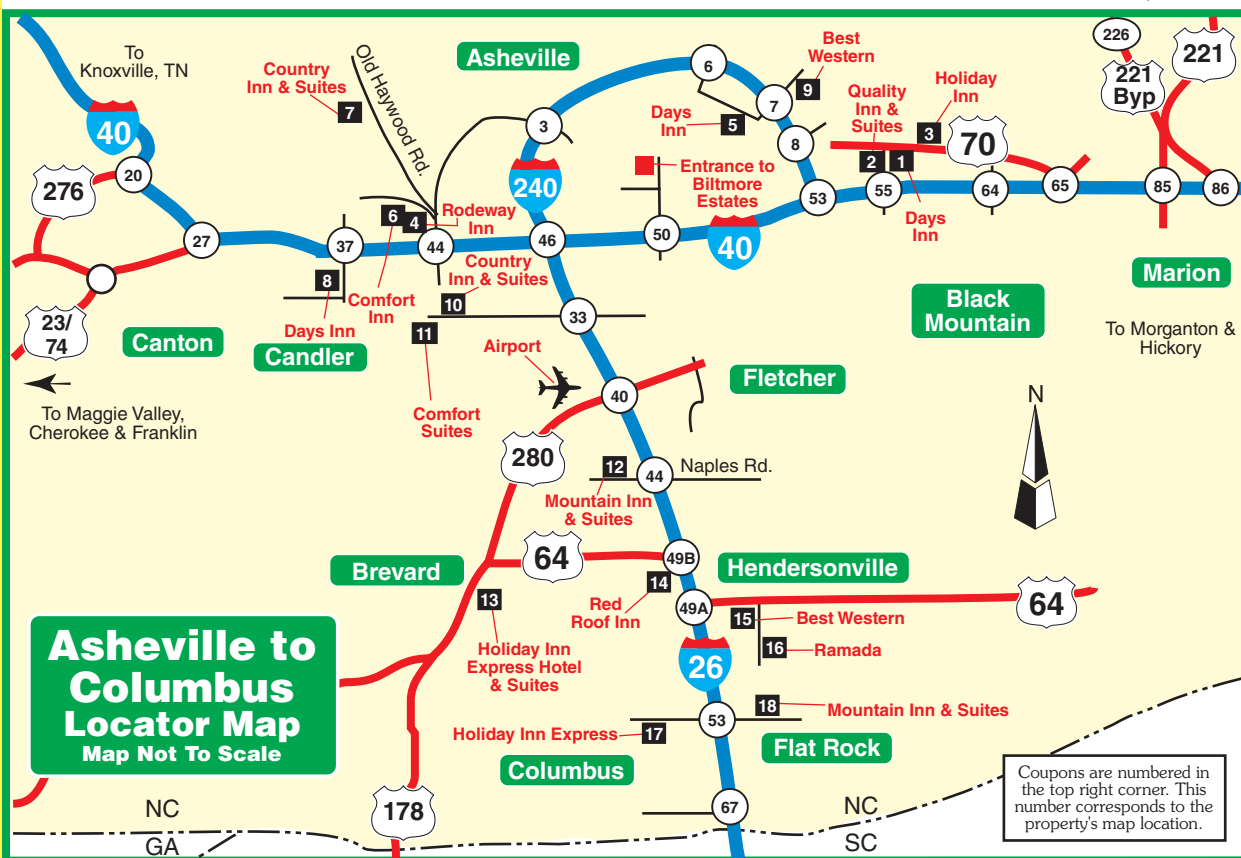 To
Knoxville, TN
40
20
276
27
23/
74
To Maggie Valley,
Cherokee & Franklin
Canton
Country
Inn & Suites
7
Old Haywood Rd.
Asheville
3
240
6
Best
Western
9
7
Days
Inn
5
8
Quality
Inn &
Suites
2
1
Days
Inn
Holiday
Inn
3
70
226
221
Byp
221
Entrance to
Biltmore
Estates
53
55
64
65
85
86
37
6
4
Rodeway
Inn
44
46
50
40
8
Days Inn
Candler
Comfort
Inn
Country
Inn & Suites
10
11
Comfort
Suites
33
Black
Mountain
Marion
To Morganton &
Hickory
Airport
40
Fletcher
280
N
12
44
Naples Rd.
Mountain Inn
& Suites
Brevard
64
49B
Hendersonville
13
Holiday Inn
Express Hotel
& Suites
14
Red
Roof Inn
49A
64
15
Best Western
16
Ramada
26
Asheville to
Columbus
Locator Map
Map Not To Scale
18
Mountain Inn & Suites
53
Holiday Inn Express
17
Flat Rock
Columbus
178
67
NC
GA
NC
SC
Coupons are numbered in
the top right corner. This
number corresponds to the
property's map location.